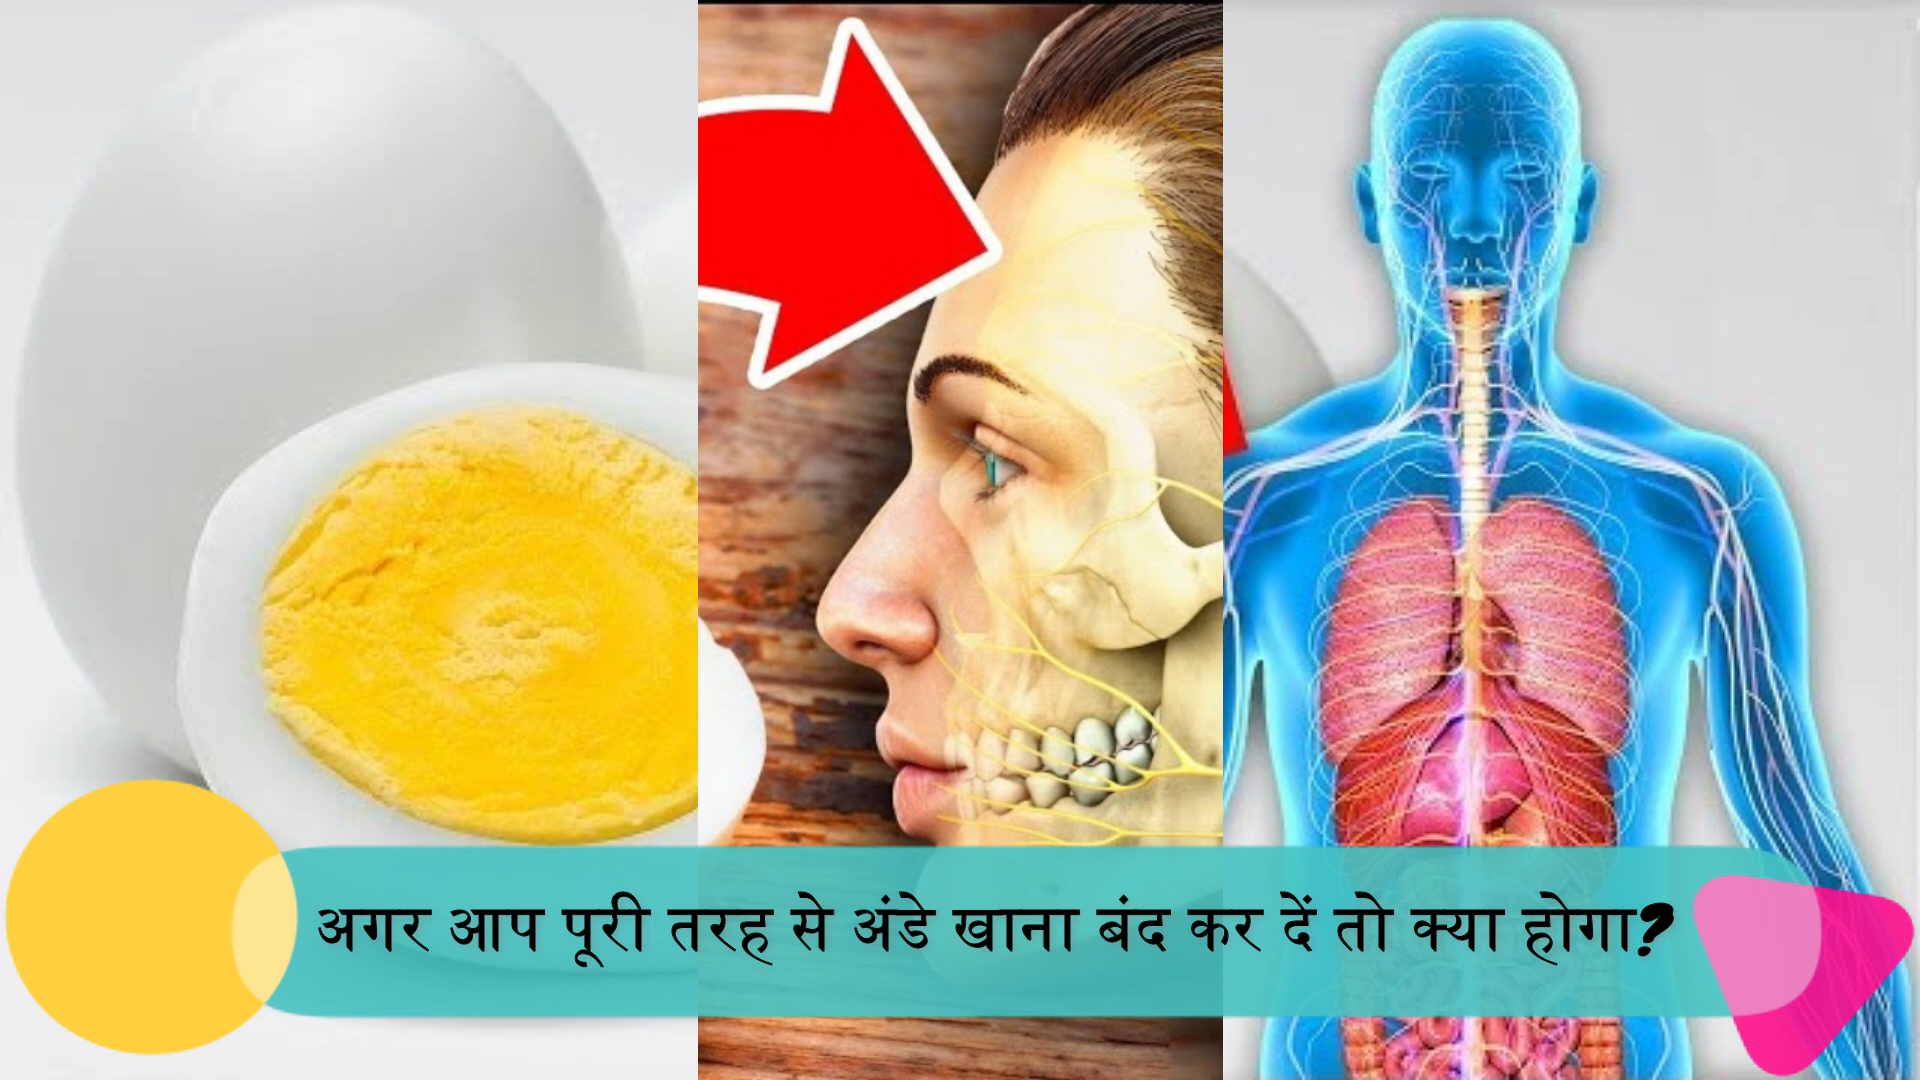 अगर आप पूरी तरह से अंडे खाना बंद कर दें तो क्या होगा?